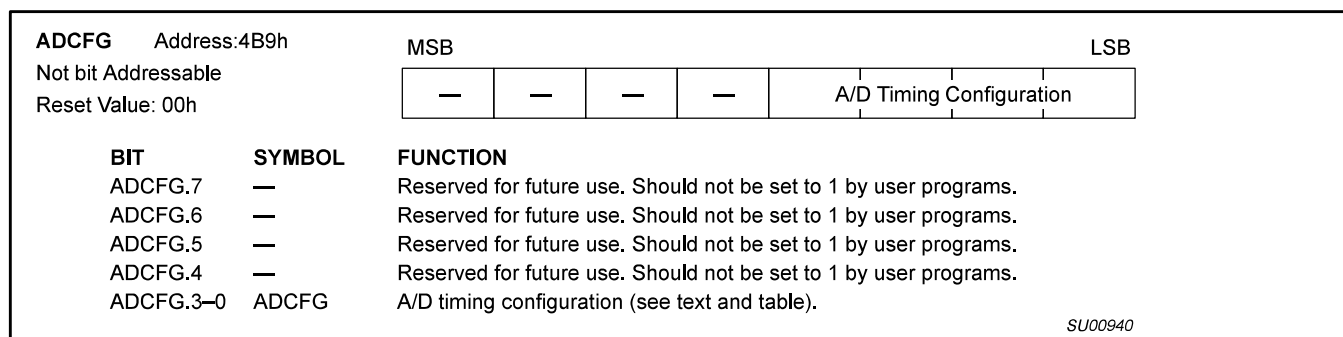 ADCFG Address:4B9h
Not bit Addressable
Reset Value: 00h
MSB LSB
— — — — A/D Timing Configuration
BIT SYMBOL FUNCTION
ADCFG.7 — Reserved for future use. Should not be set to 1 by user programs.
ADCFG.6 — Reserved for future use. Should not be set to 1 by user programs.
ADCFG.5 — Reserved for future use. Should not be set to 1 by user programs.
ADCFG.4 — Reserved for future use. Should not be set to 1 by user programs.
ADCFG.3–0 ADCFG A/D timing configuration (see text and table).
SU00940